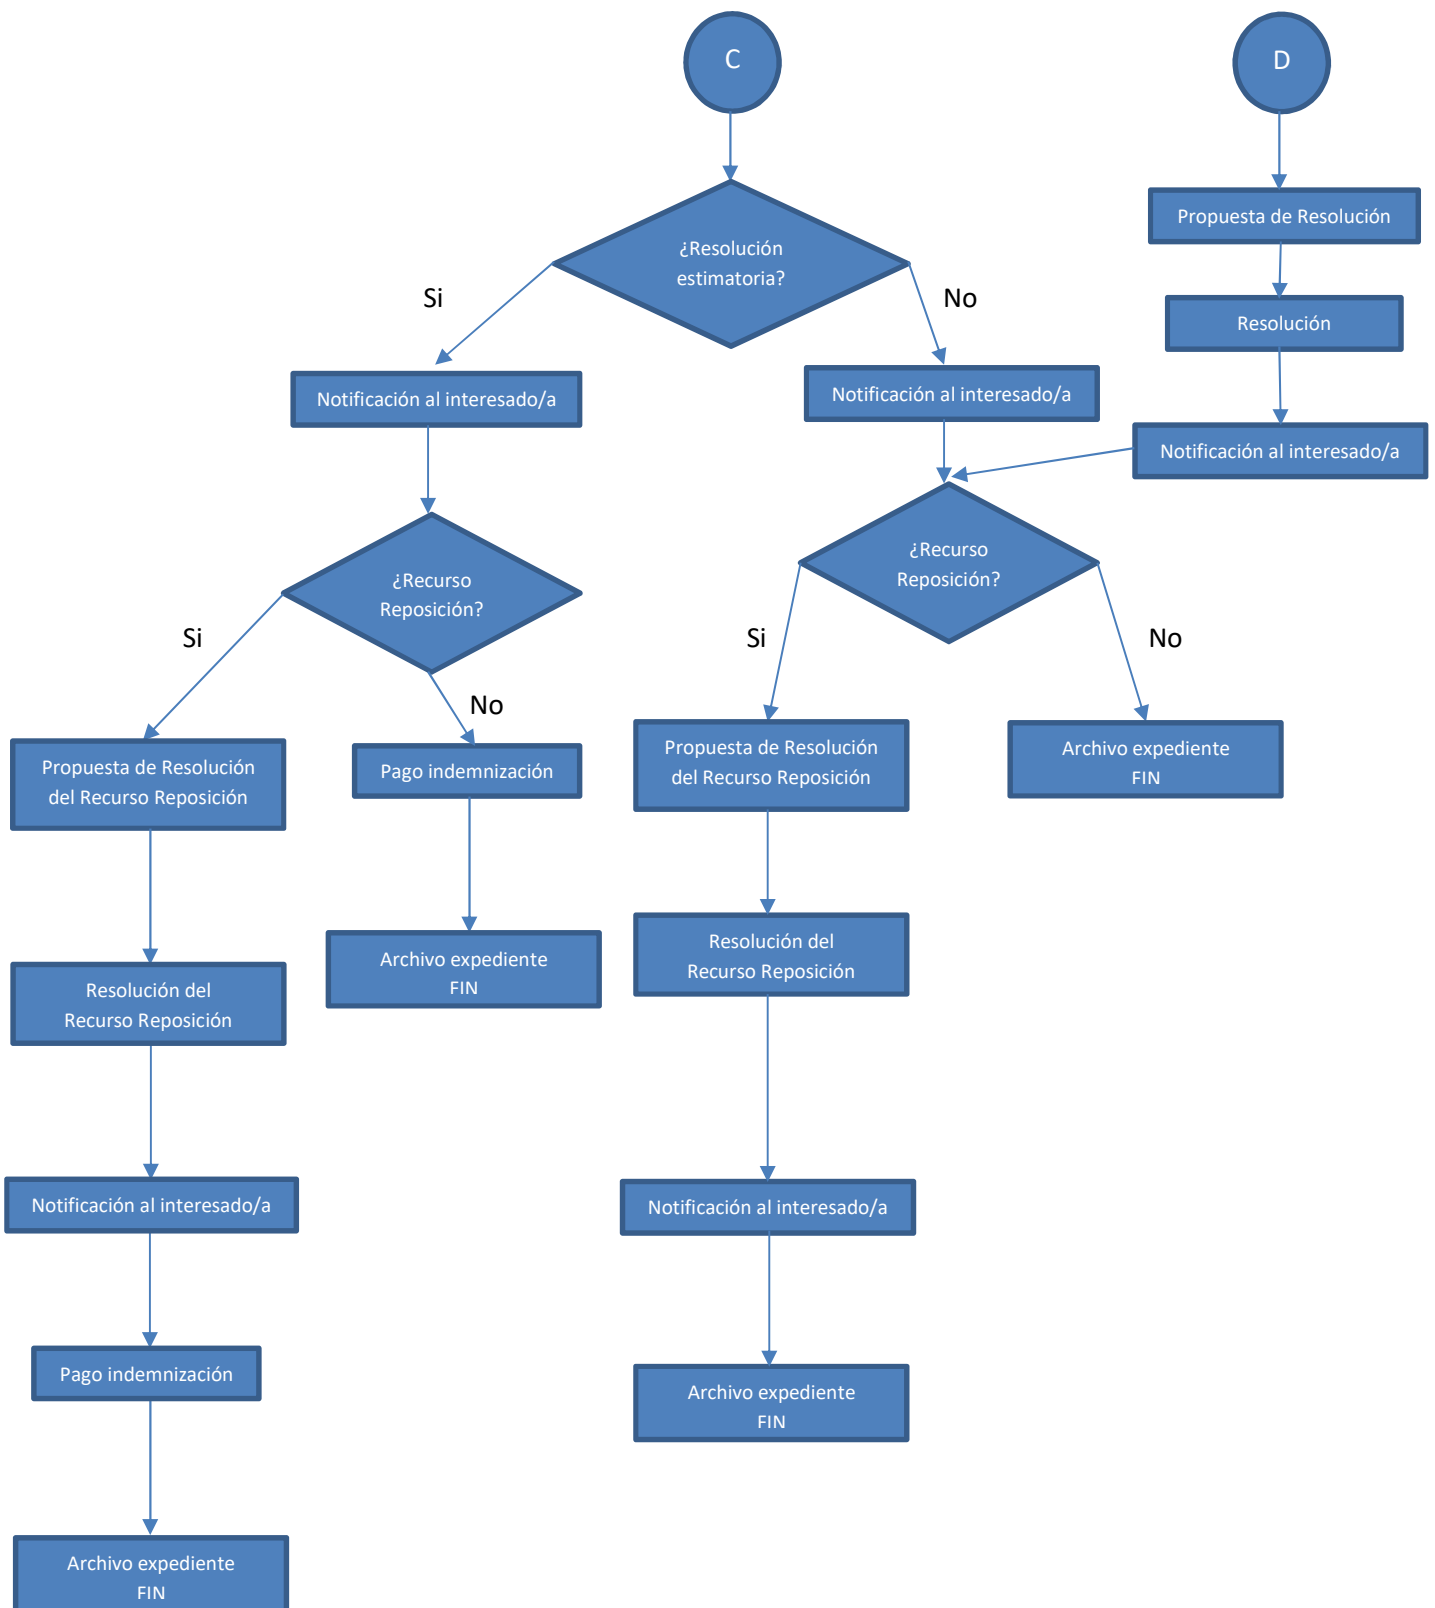 C
D
Propuesta de Resolución
¿Resolución
estimatoria?
Si
No
Resolución
Notificación al interesado/a
Notificación al interesado/a
Notificación al interesado/a
¿Recurso
Reposición?
¿Recurso
Reposición?
Si
No
Si
No
Propuesta de Resolución
del Recurso Reposición
Pago indemnización
Propuesta de Resolución
del Recurso Reposición
Archivo expediente
FIN
Archivo expediente
FIN
Resolución del
Recurso Reposición
Resolución del
Recurso Reposición
Notificación al interesado/a
Notificación al interesado/a
Pago indemnización
Archivo expediente
FIN
Archivo expediente
FIN